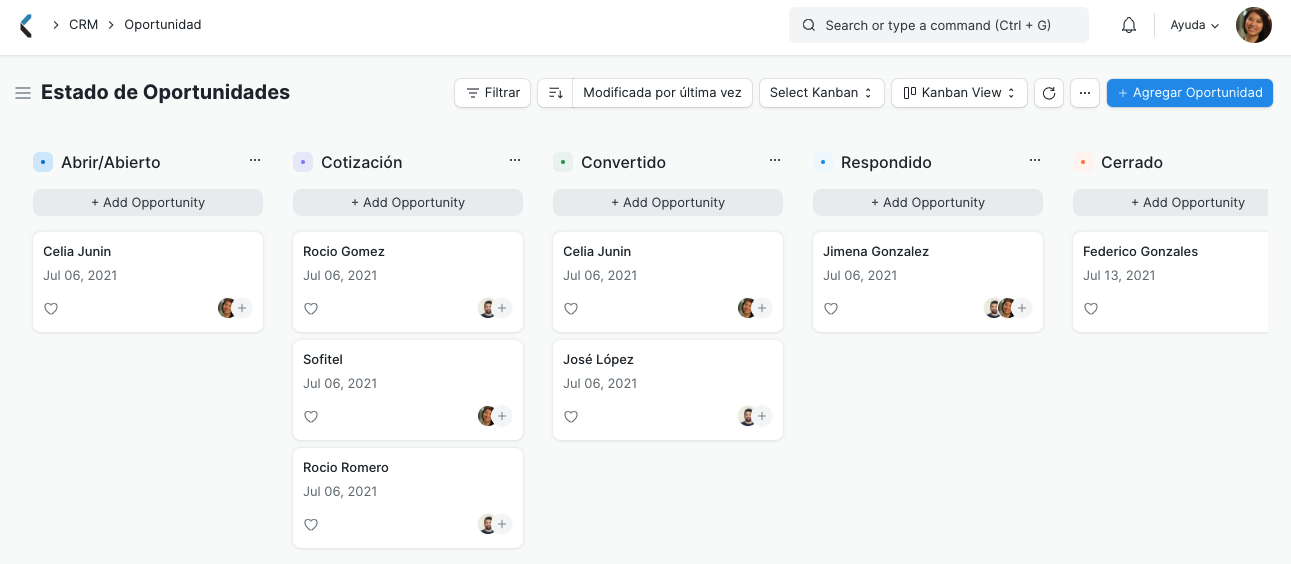 CRM
Oportunidad
Search or type a command (Ctrl + G)
Ayuda
Estado de Oportunidades
Filtrar
Modificada por última vez
Select Kanban
Kanban View
+ Agregar Oportunidad
Abrir/Abierto
+ Add Opportunity
Celia Junin
Jul 06, 2021
Cotización
+ Add Opportunity
Rocio Gomez
Jul 06, 2021
Sofitel
Jul 06, 2021
Rocio Romero
Jul 06, 2021
Convertido
+ Add Opportunity
Celia Junin
Jul 06, 2021
José López
Jul 06, 2021
Respondido
+ Add Opportunity
Jimena Gonzalez
Jul 06, 2021
Cerrado
+ Add Opportunity
Federico Gonzales
Jul 13, 2021